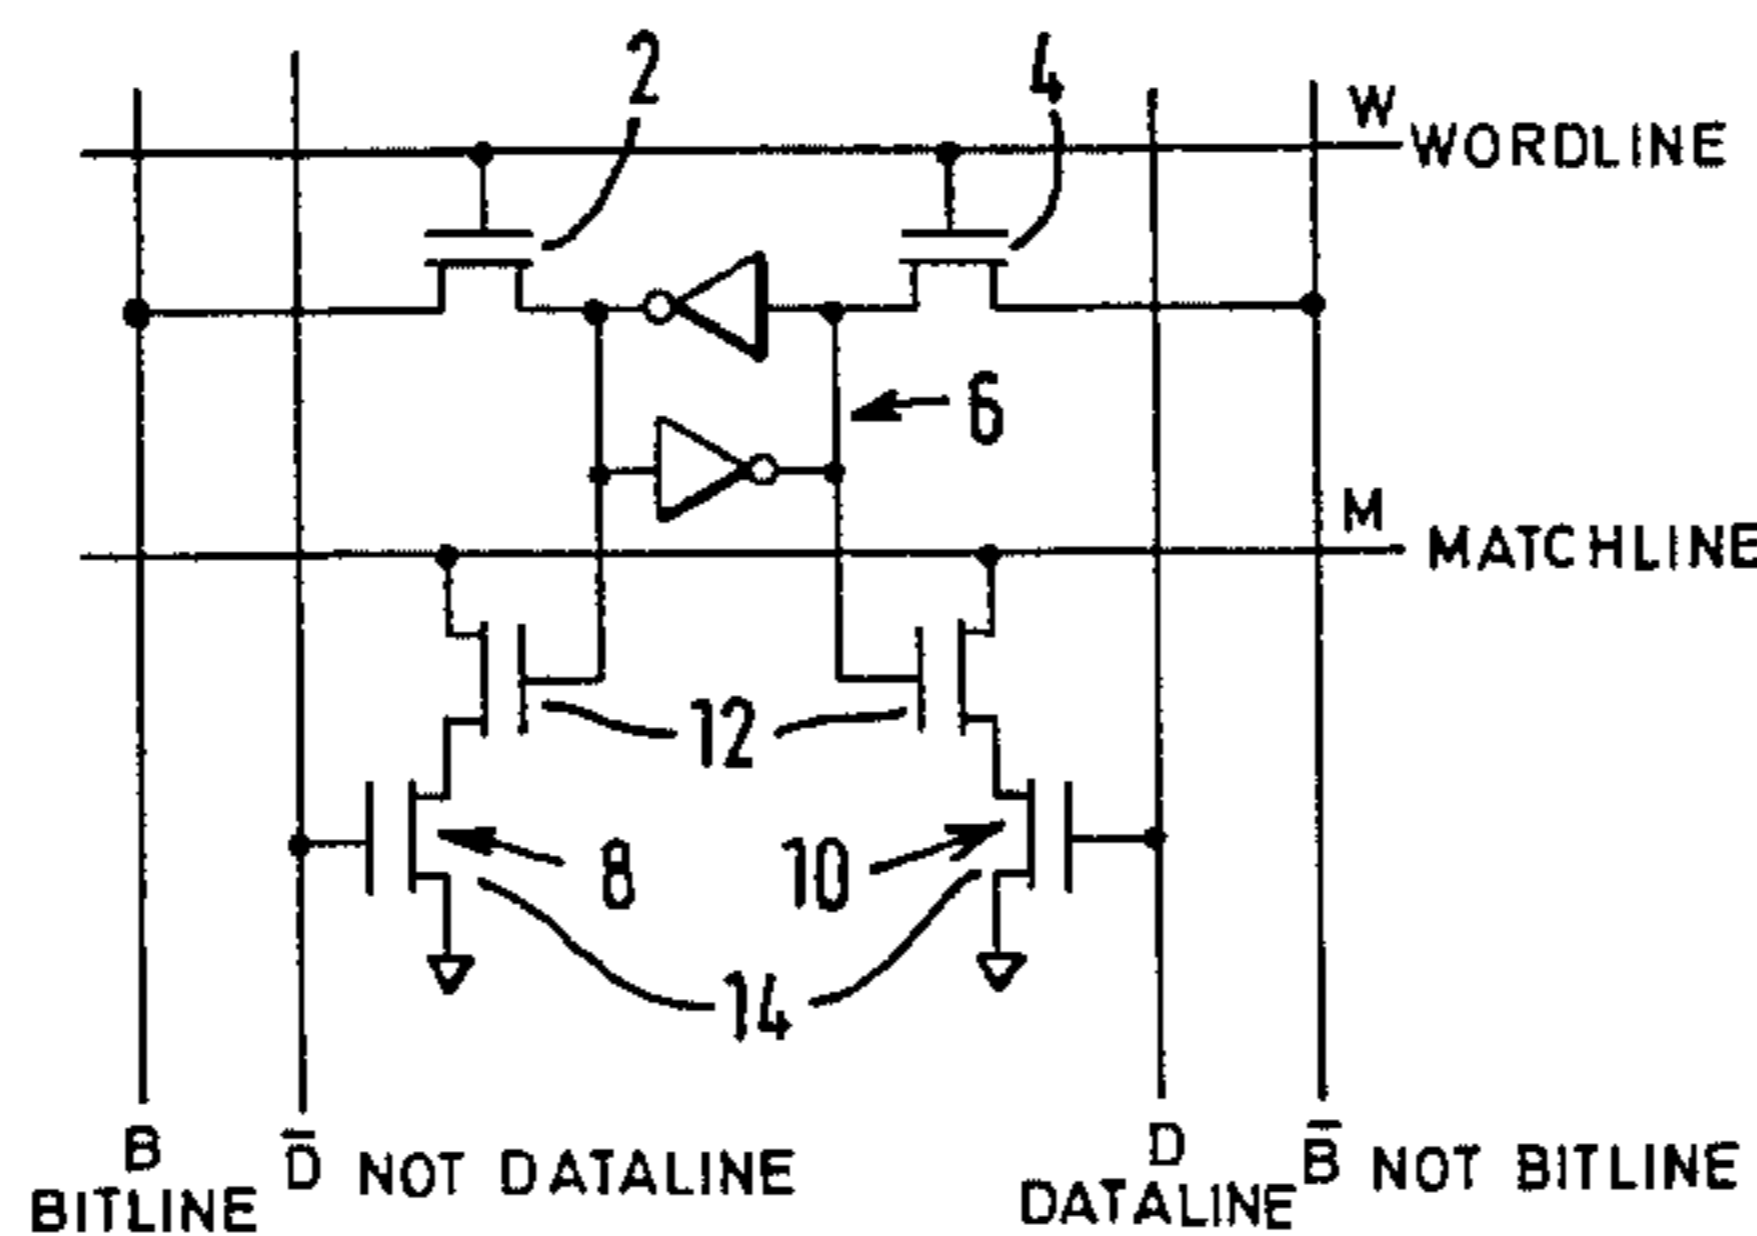 2
4
W
WORDLINE
6
M
MATCHLINE
12
8
10
14
B
BITLINE
D̅ NOT DATALINE
D
DATALINE
B̅ NOT BITLINE